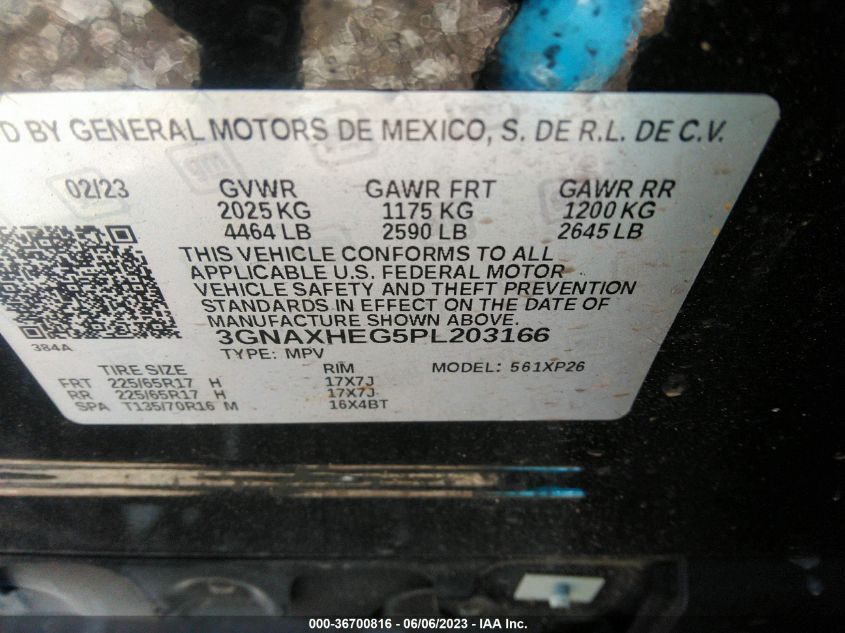 D BY GENERAL MOTORS DE MEXICO, S. DE R.L. DE C.V.
02/23 GVWR GAWR FRT GAWR RR
2025 KG 1175 KG 1200 KG
4464 LB 2590 LB 2645 LB
THIS VEHICLE CONFORMS TO ALL
APPLICABLE U.S. FEDERAL MOTOR
VEHICLE SAFETY AND THEFT PREVENTION
STANDARDS IN EFFECT ON THE DATE OF
MANUFACTURE SHOWN ABOVE.
384A
3GNAXHEG5PL203166
TYPE: MPV MODEL: 561XP26
TIRE SIZE RIM
FRT 225/65R17 H 17X7J
RR 225/65R17 H 17X7J
SPA T135/70R16 M 16X4BT
000-36700816 - 06/06/2023 - IAA Inc.